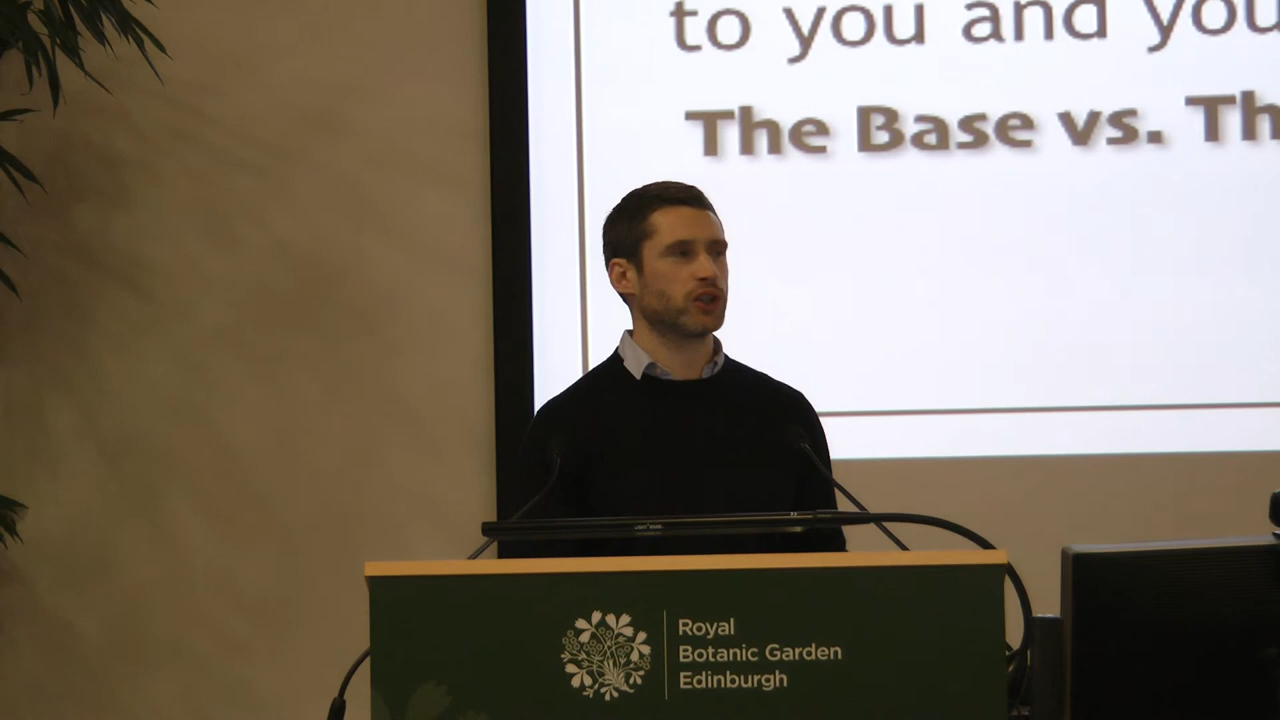 to you and you
The Base vs. Th
Royal
Botanic Garden
Edinburgh